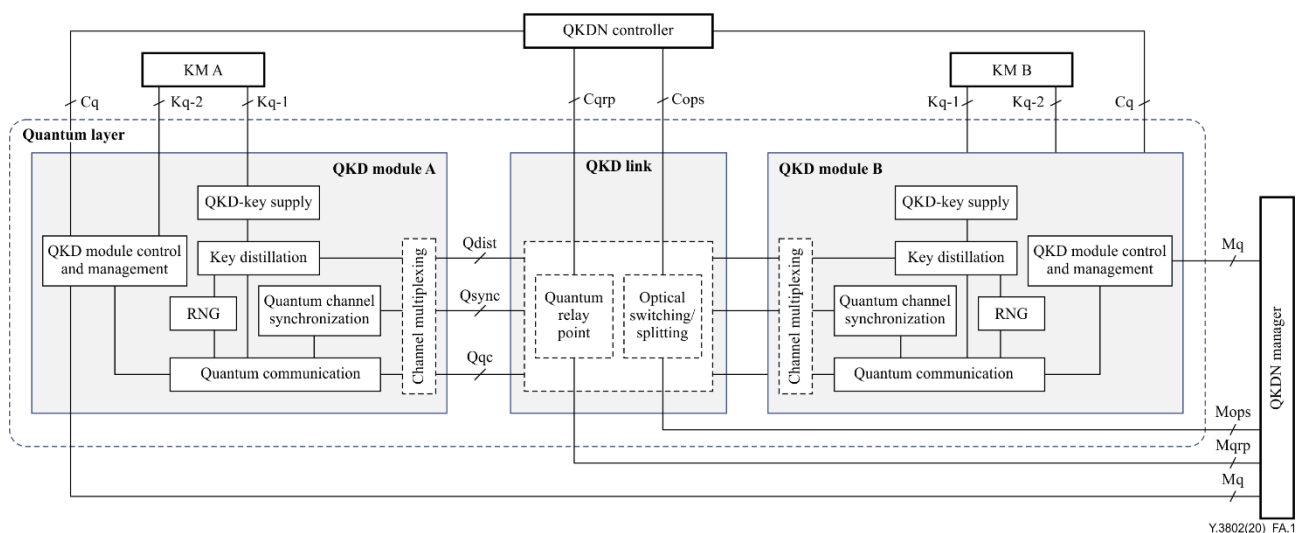 QKDN controller
KM A
KM B
Cq
Kq-2
Kq-1
Cqrp
Cops
Kq-1
Kq-2
Cq
Quantum layer
QKD module A
QKD link
QKD module B
QKD-key supply
QKD-key supply
QKD module control
and management
Key distillation
Qdist
Channel multiplexing
Quantum
relay
point
Optical
switching/
splitting
Channel multiplexing
Key distillation
QKD module control
and management
Mq
RNG
Quantum channel
synchronization
Qsync
Quantum channel
synchronization
RNG
Quantum communication
Qqc
Quantum communication
QKDN manager
Mops
Mqrp
Mq
Y.3802(20)_FA.1